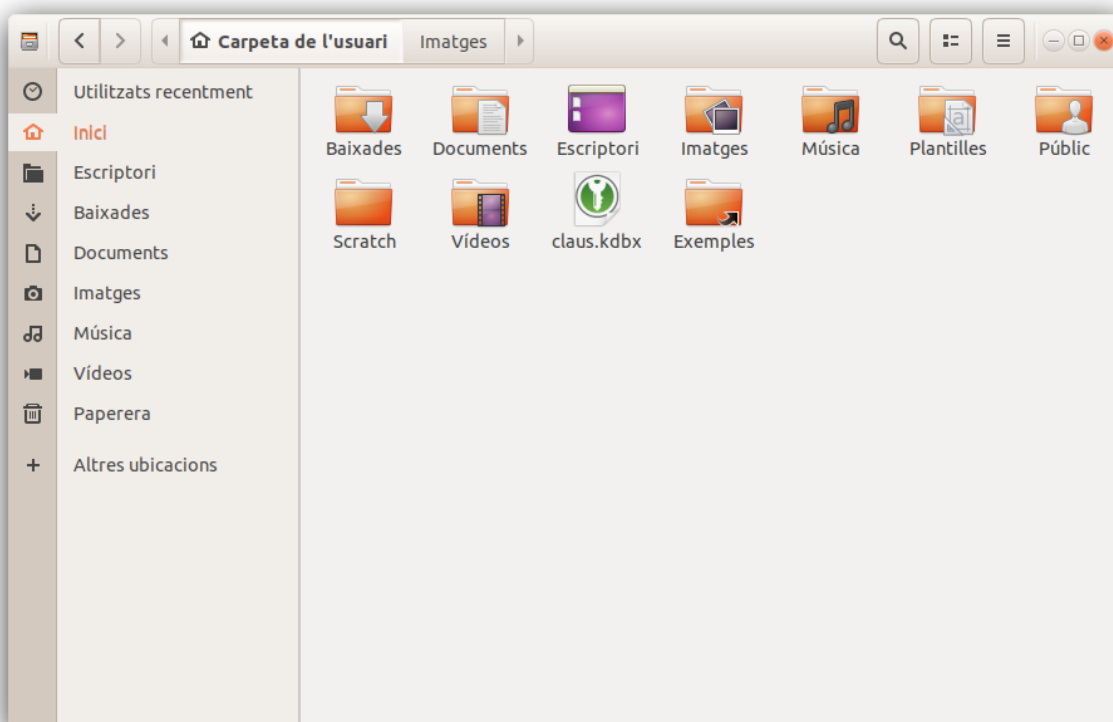 Carpeta de l'usuari Imatges
Utilitzats recentment
Inici
Escriptori
Baixades
Documents
Imatges
Música
Vídeos
Paperera
Altres ubicacions
Baixades Documents Escriptori Imatges Música Plantilles Públic
Scratch Vídeos claus.kdbx Exemples